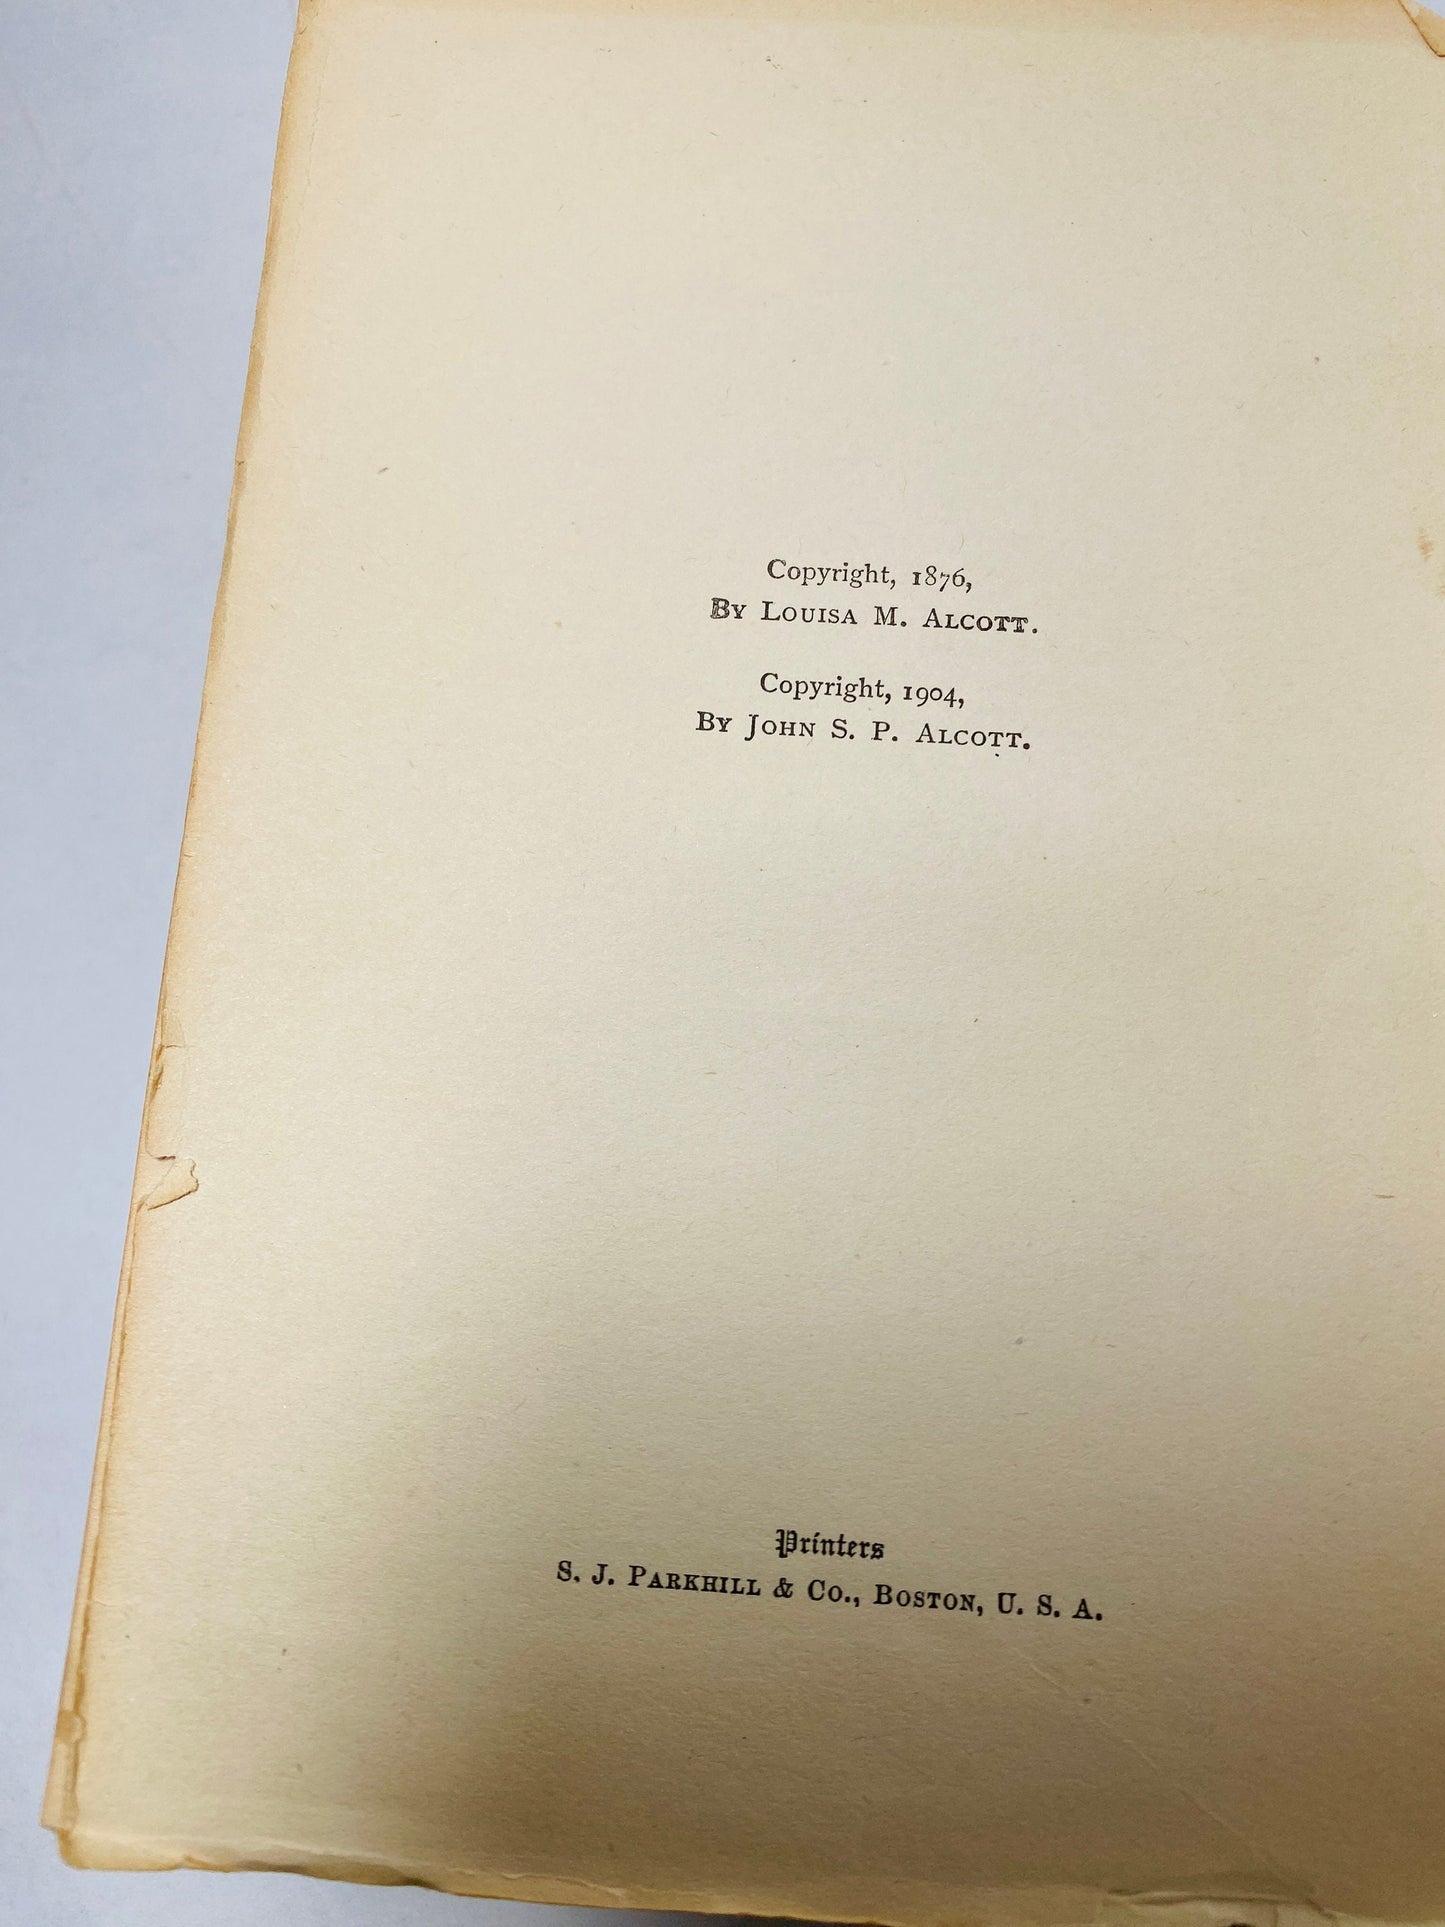 Copyright, 1876,
By Louisa M. Alcott.
Copyright, 1904,
By John S. P. Alcott.
Printers
S. J. Parkhill & Co., Boston, U. S. A.